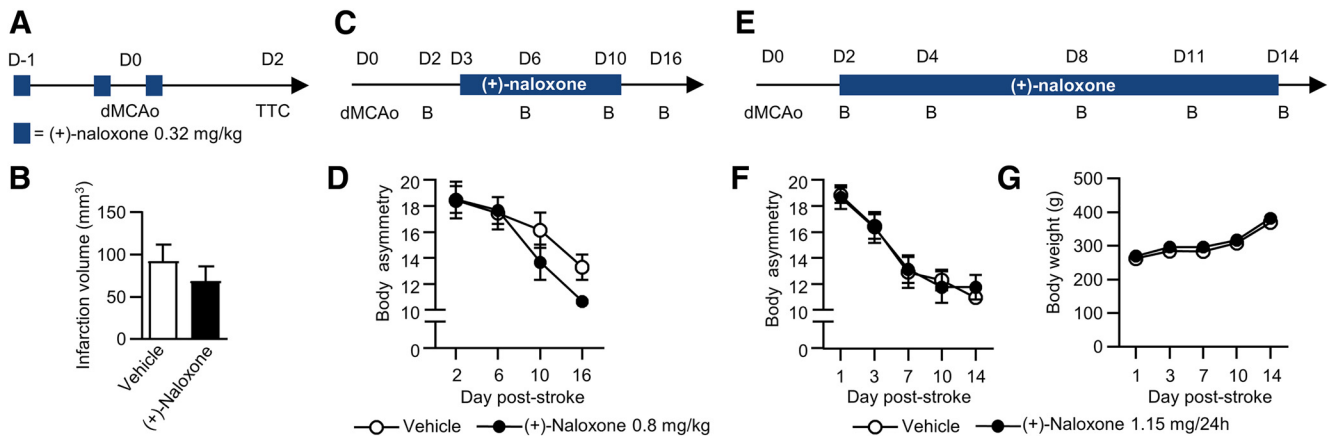 A
D-1 D0 D2
dMCAo TTC
= (+)-naloxone 0.32 mg/kg
B
Infarction volume (mm³)
150
100
50
0
Vehicle
(+)-Naloxone
C
D0 D2 D3 D6 D10 D16
(+)-naloxone
dMCAo B B B B
D
Body asymmetry
20
18
16
14
12
10
0
2 6 10 16
Day post-stroke
Vehicle (+)-Naloxone 0.8 mg/kg
E
D0 D2 D4 D8 D11 D14
(+)-naloxone
dMCAo B B B B B
F
Body asymmetry
20
18
16
14
12
10
0
1 3 7 10 14
Day post-stroke
G
Body weight (g)
500
400
300
200
100
0
1 3 7 10 14
Day post-stroke
Vehicle (+)-Naloxone 1.15 mg/24h